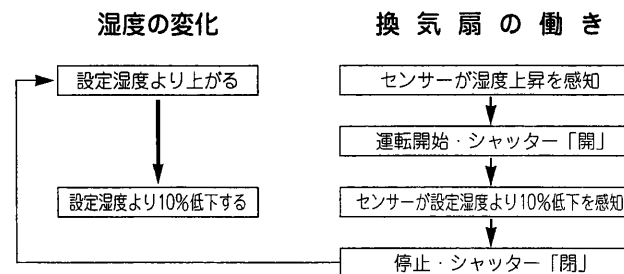 湿度の変化
設定湿度より上がる
設定湿度より10%低下する
換気扇の働き
センサーが湿度上昇を感知
運転開始・シャッター「開」
センサーが設定湿度より10%低下を感知
停止・シャッター「閉」